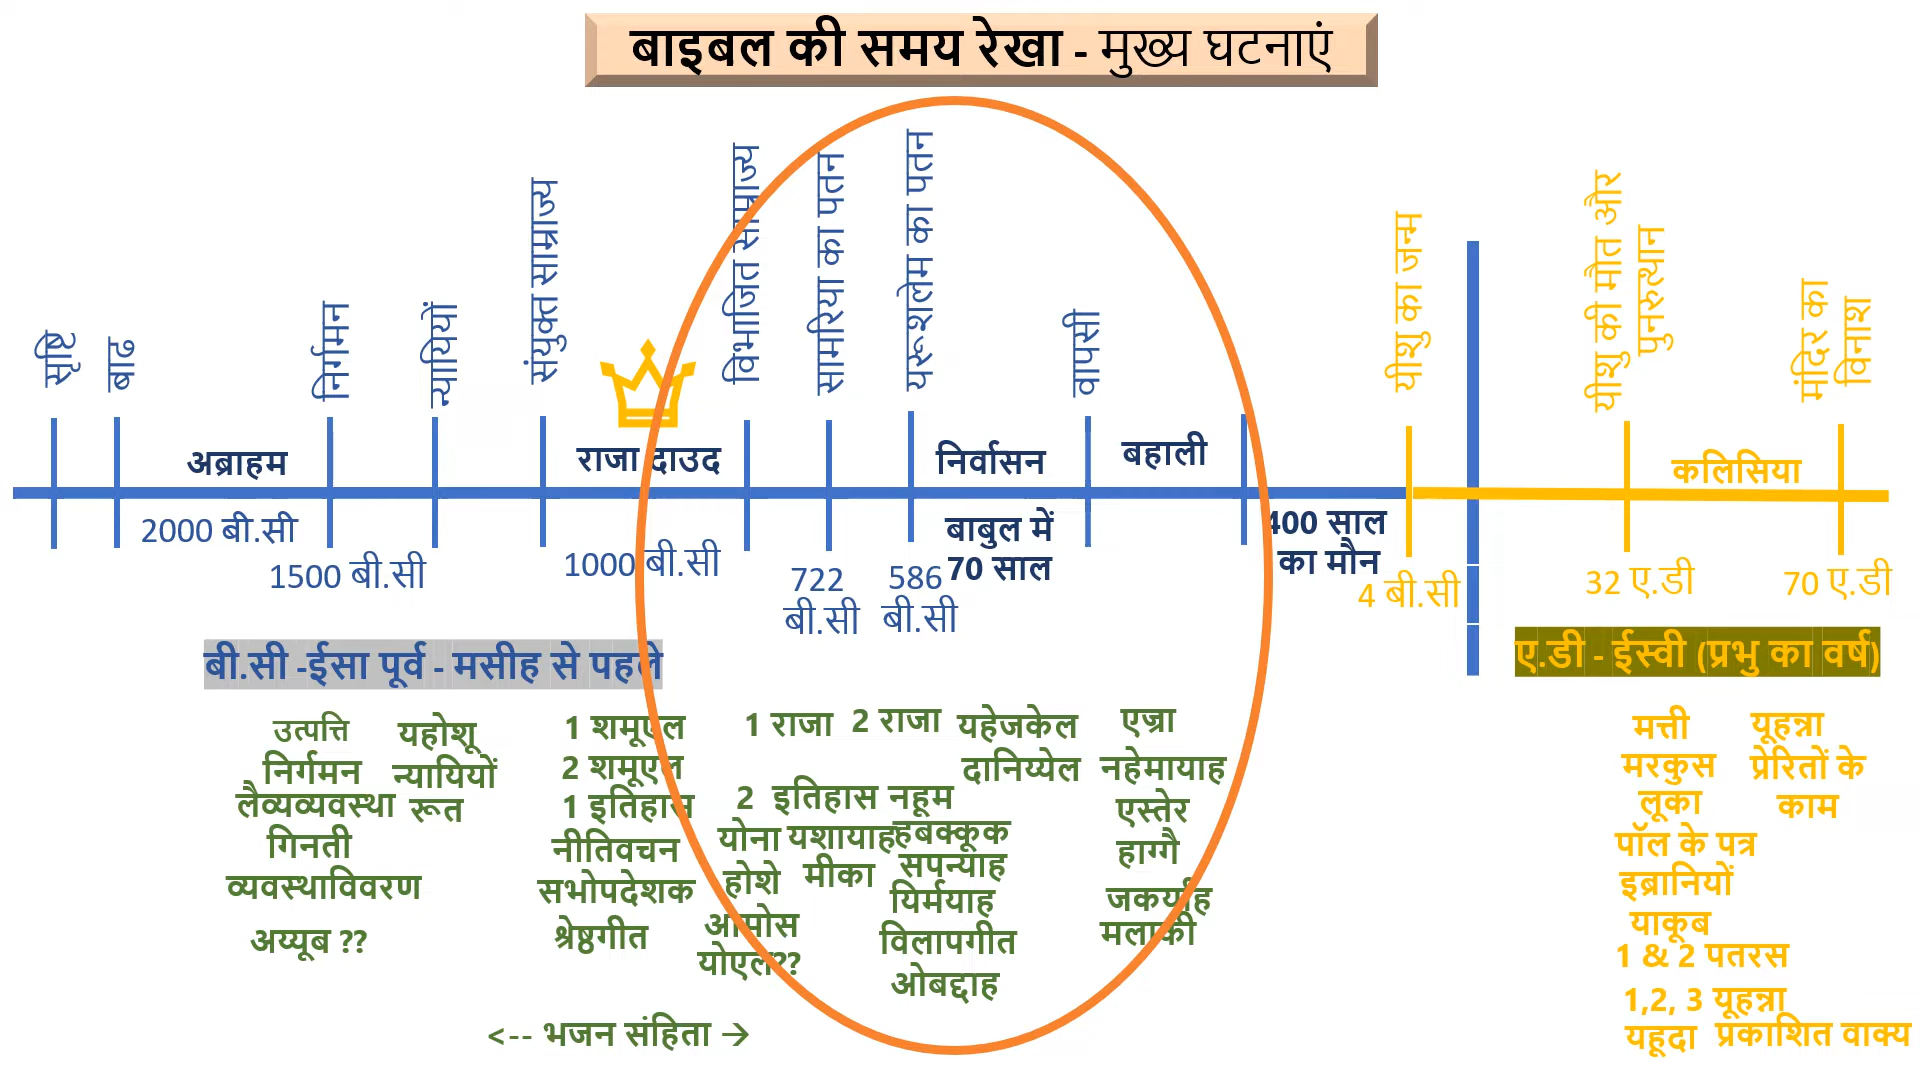 बाइबल की समय रेखा - मुख्य घटनाएं
सृष्टि
बाढ
निर्गमन
न्यायियों
संयुक्त साम्राज्य
विभाजित साम्राज्य
सामरिया का पतन
यरूशलेम का पतन
वापसी
यीशु का जन्म
यीशु की मौत और
पुनरुत्थान
मंदिर का
विनाश
अब्राहम
राजा दाउद
निर्वासन
बहाली
कलिसिया
2000 बी.सी
1500 बी.सी
1000 बी.सी
722
बी.सी
586
बी.सी
बाबुल में
70 साल
400 साल
का मौन
4 बी.सी
32 ए.डी
70 ए.डी
बी.सी -ईसा पूर्व - मसीह से पहले
ए.डी - ईस्वी (प्रभु का वर्ष)
उत्पत्ति
निर्गमन
लैव्यव्यवस्था
गिनती
व्यवस्थाविवरण
अय्यूब ??
यहोशू
न्यायियों
रूत
1 शमूएल
2 शमूएल
1 इतिहास
नीतिवचन
सभोपदेशक
श्रेष्ठगीत
<-- भजन संहिता →
1 राजा
2 राजा
2 इतिहास
योना
यशायाह
होशे
मीका
आमोस
योएल??
नहूम
हबक्कूक
सपन्याह
यिर्मयाह
विलापगीत
ओबद्दाह
यहेजकेल
दानिय्येल
एज्रा
नहेमायाह
एस्तेर
हाग्गै
जकर्याह
मलाकी
मत्ती
मरकुस
लूका
यूहन्ना
प्रेरितों के
काम
पॉल के पत्र
इब्रानियों
याकूब
1 & 2 पतरस
1,2, 3 यूहन्ना
यहूदा
प्रकाशित वाक्य